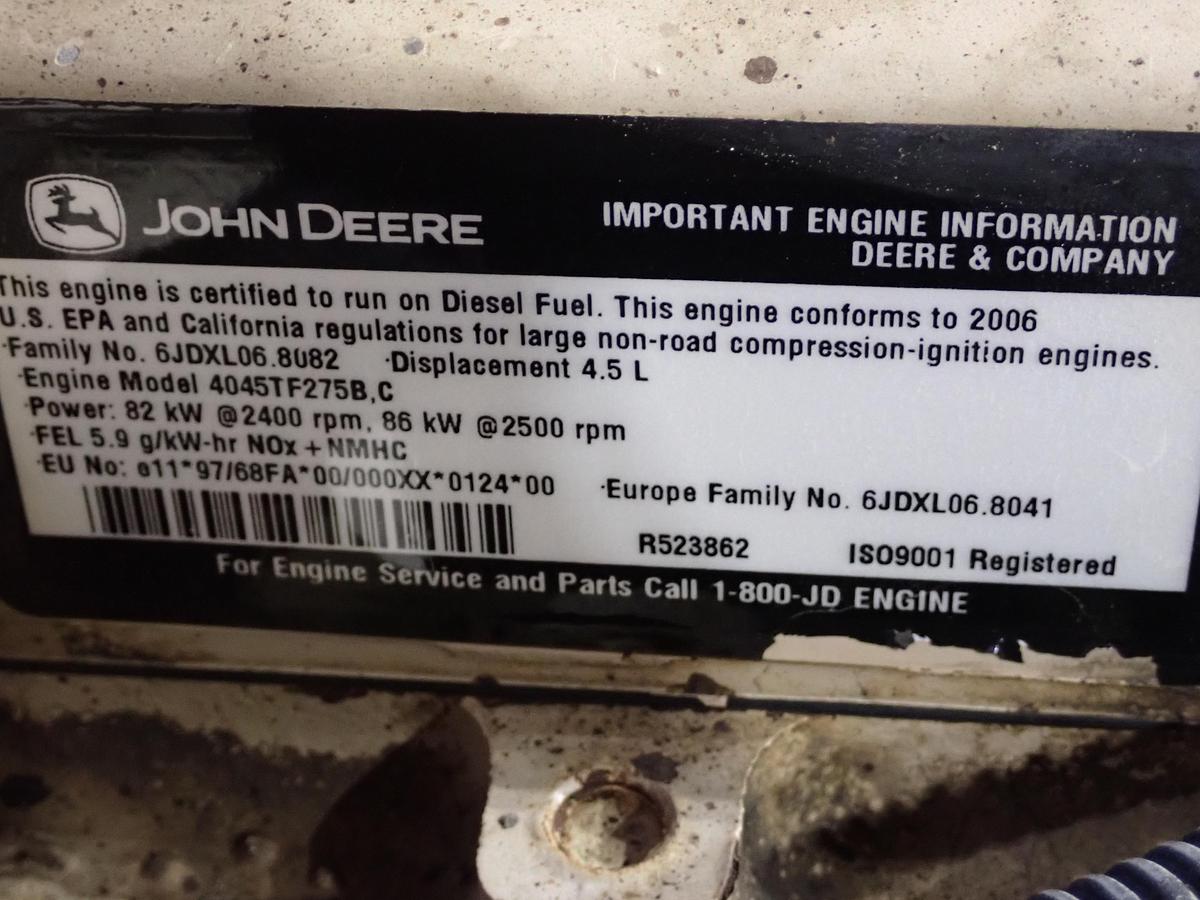 JOHN DEERE
IMPORTANT ENGINE INFORMATION
DEERE & COMPANY
This engine is certified to run on Diesel Fuel. This engine conforms to 2006
U.S. EPA and California regulations for large non-road compression-ignition engines.
·Family No. 6JDXL06.8082 ·Displacement 4.5 L
·Engine Model 4045TF275B,C
·Power: 82 kW @2400 rpm, 86 kW @2500 rpm
·FEL 5.9 g/kW-hr NOx + NMHC
·EU No: e11*97/68FA*00/000XX*0124*00 ·Europe Family No. 6JDXL06.8041
R523862 ISO9001 Registered
For Engine Service and Parts Call 1-800-JD ENGINE